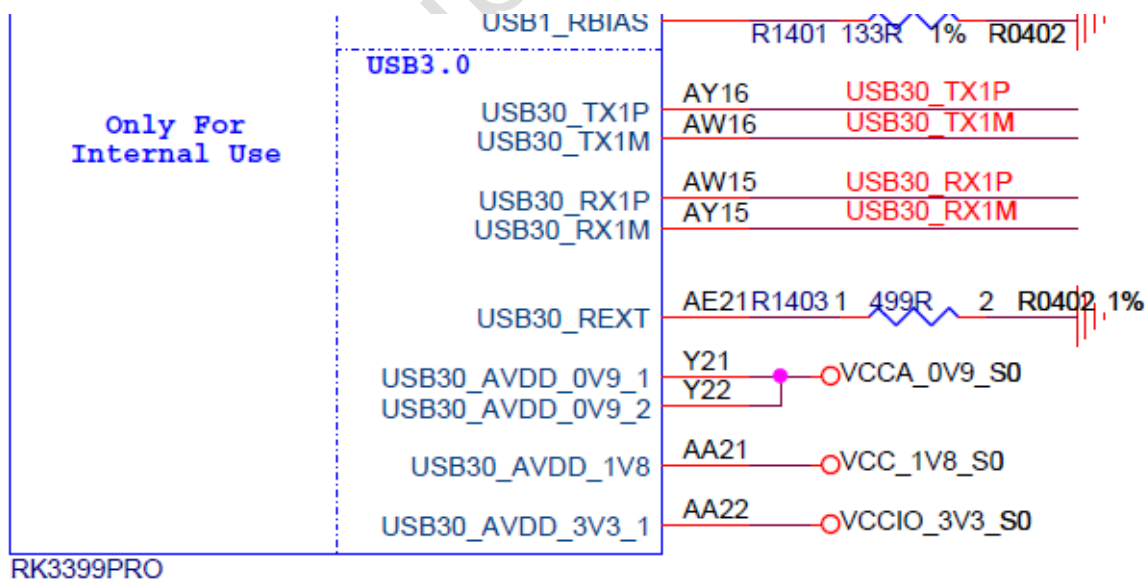 USB1_RBIAS
R1401 133R 1% R0402
USB3.0
Only For
Internal Use
USB30_TX1P AY16 USB30_TX1P
USB30_TX1M AW16 USB30_TX1M
USB30_RX1P AW15 USB30_RX1P
USB30_RX1M AY15 USB30_RX1M
USB30_REXT AE21 R1403 1 499R 2 R0402 1%
USB30_AVDD_0V9_1 Y21 VCCA_0V9_S0
USB30_AVDD_0V9_2 Y22
USB30_AVDD_1V8 AA21 VCC_1V8_S0
USB30_AVDD_3V3_1 AA22 VCCIO_3V3_S0
RK3399PRO